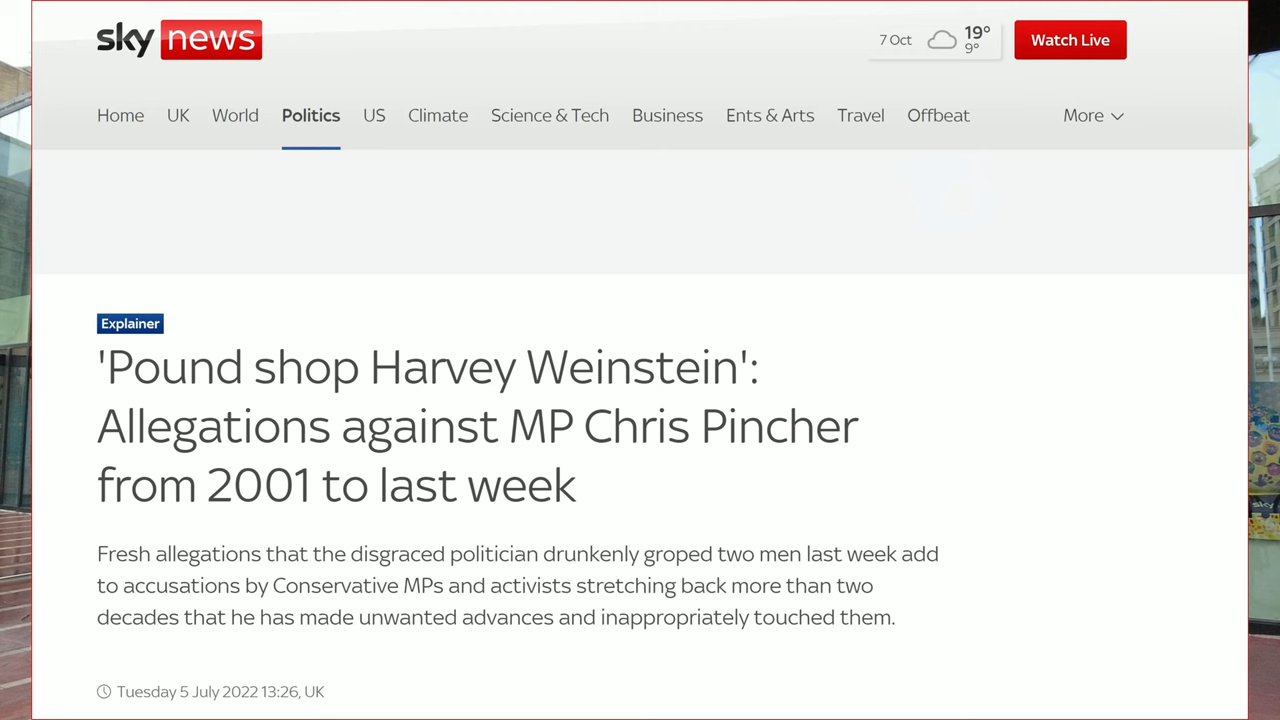 sky news
7 Oct
19°
9°
Watch Live
Home UK World Politics US Climate Science & Tech Business Ents & Arts Travel Offbeat More
Explainer
'Pound shop Harvey Weinstein':
Allegations against MP Chris Pincher
from 2001 to last week
Fresh allegations that the disgraced politician drunkenly groped two men last week add
to accusations by Conservative MPs and activists stretching back more than two
decades that he has made unwanted advances and inappropriately touched them.
Tuesday 5 July 2022 13:26, UK
sky